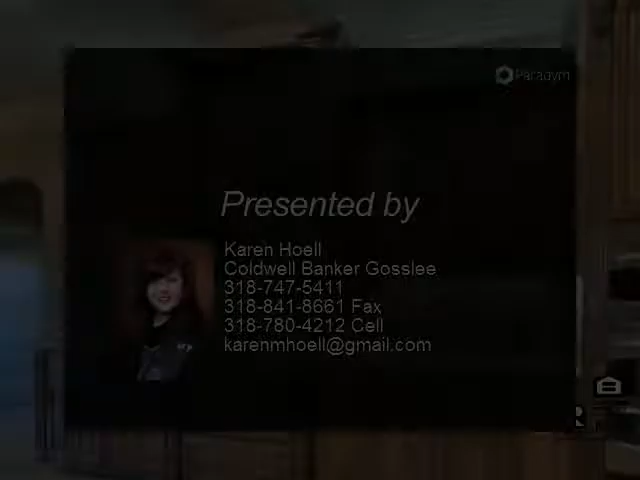 Paradym
Presented by
Karen Hoell
Coldwell Banker Gosslee
318-747-5411
318-841-8661 Fax
318-780-4212 Cell
karenmhoell@gmail.com